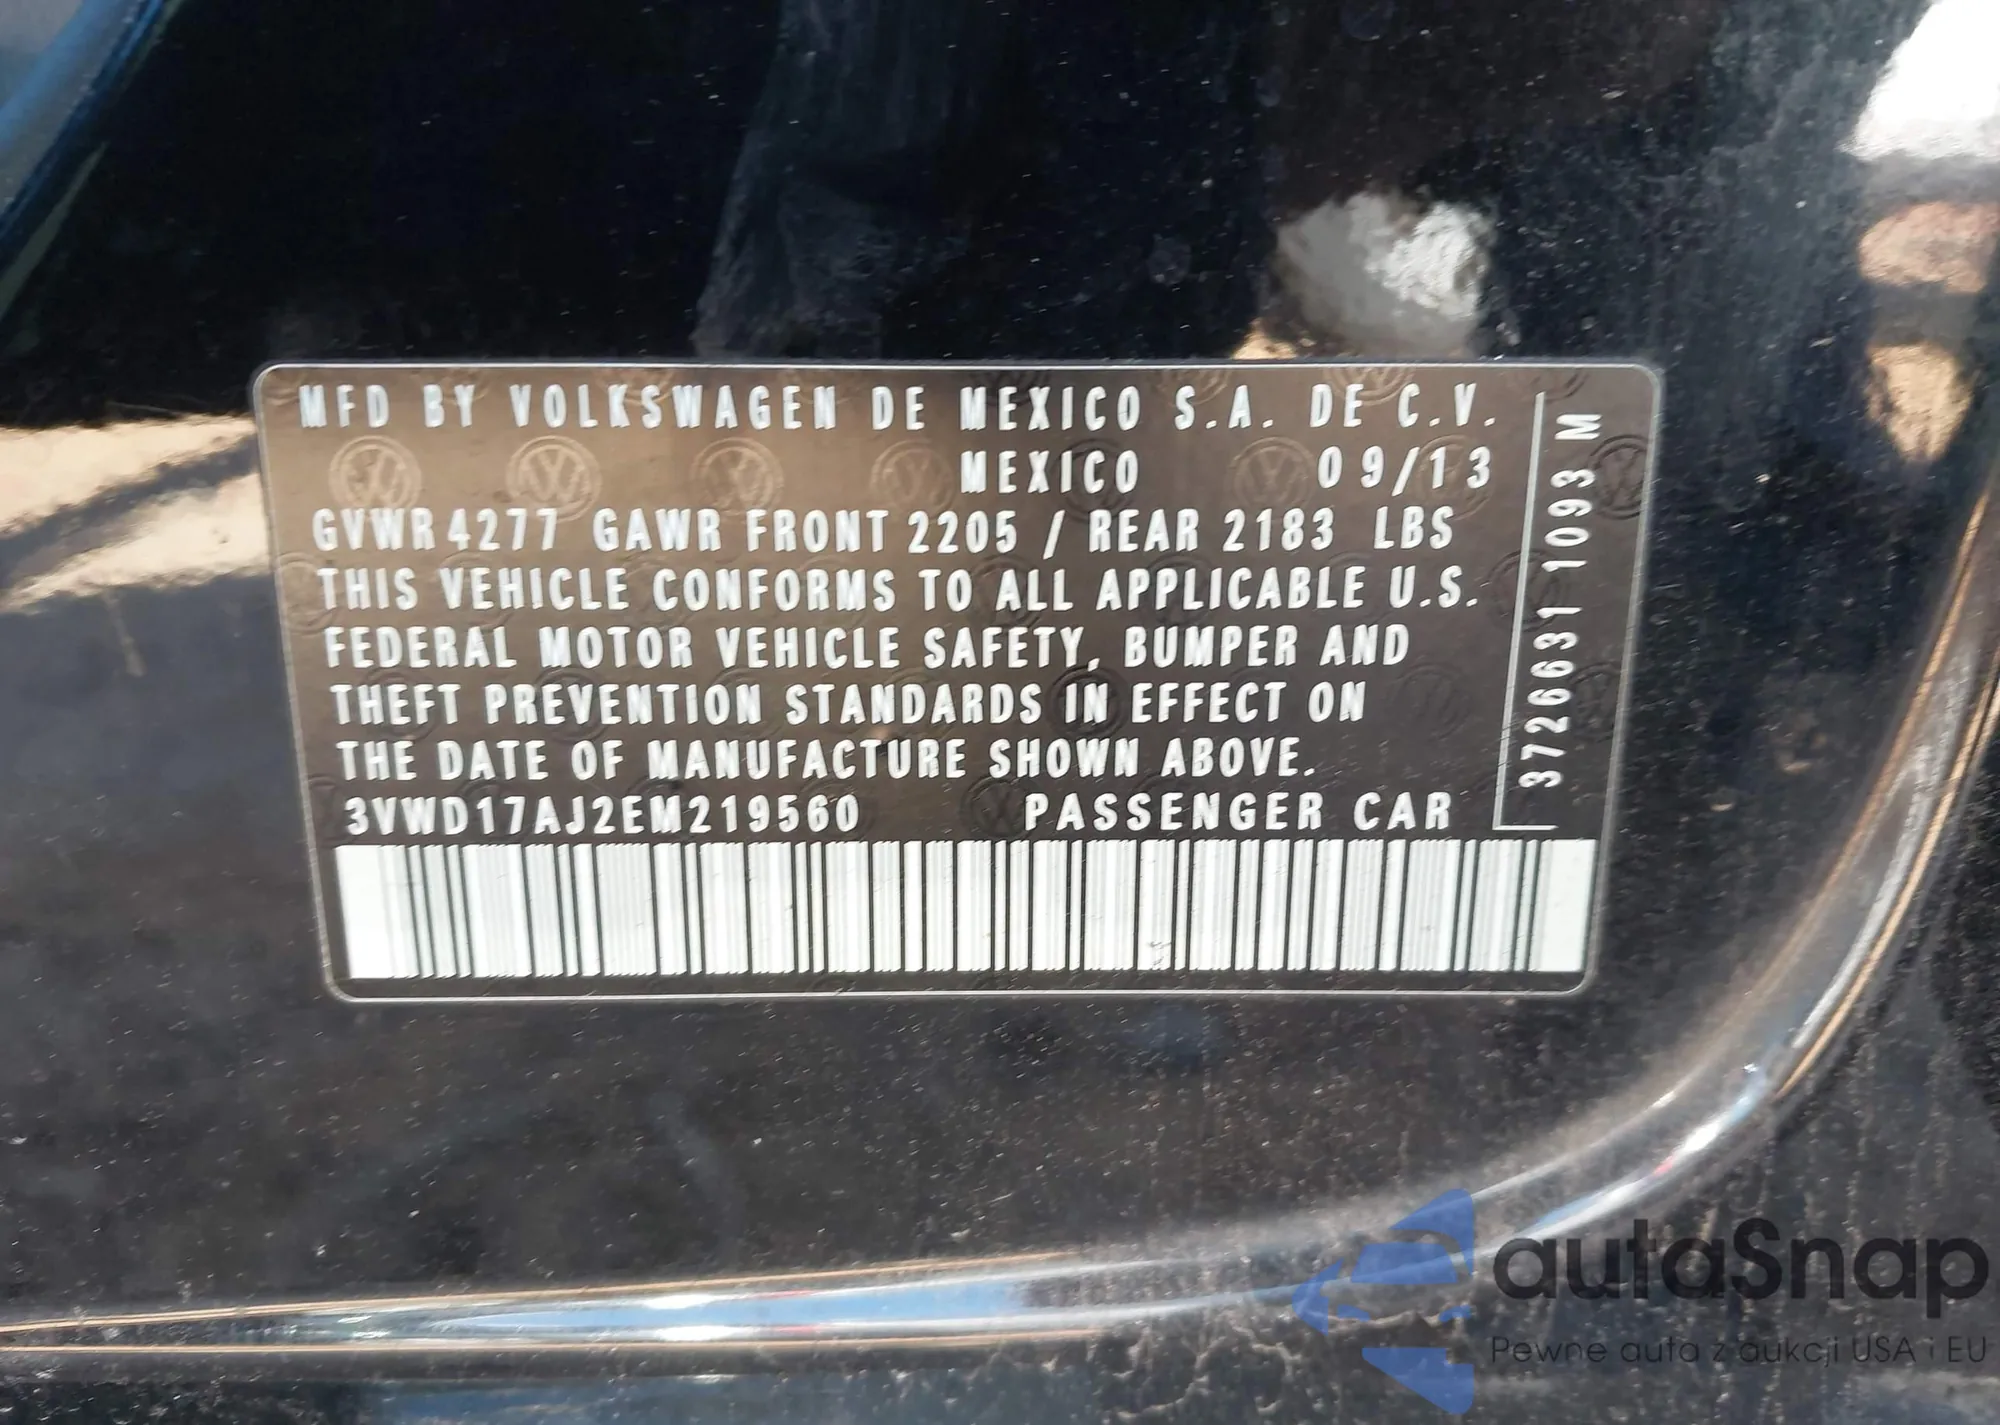 MFD BY VOLKSWAGEN DE MEXICO S.A. DE C.V.
MEXICO 09/13
GVWR 4277 GAWR FRONT 2205 / REAR 2183 LBS
THIS VEHICLE CONFORMS TO ALL APPLICABLE U.S.
FEDERAL MOTOR VEHICLE SAFETY, BUMPER AND
THEFT PREVENTION STANDARDS IN EFFECT ON
THE DATE OF MANUFACTURE SHOWN ABOVE.
3VWD17AJ2EM219560 PASSENGER CAR
3726631 1093 M
autaSnap
Pewne auta z aukcji USA i EU